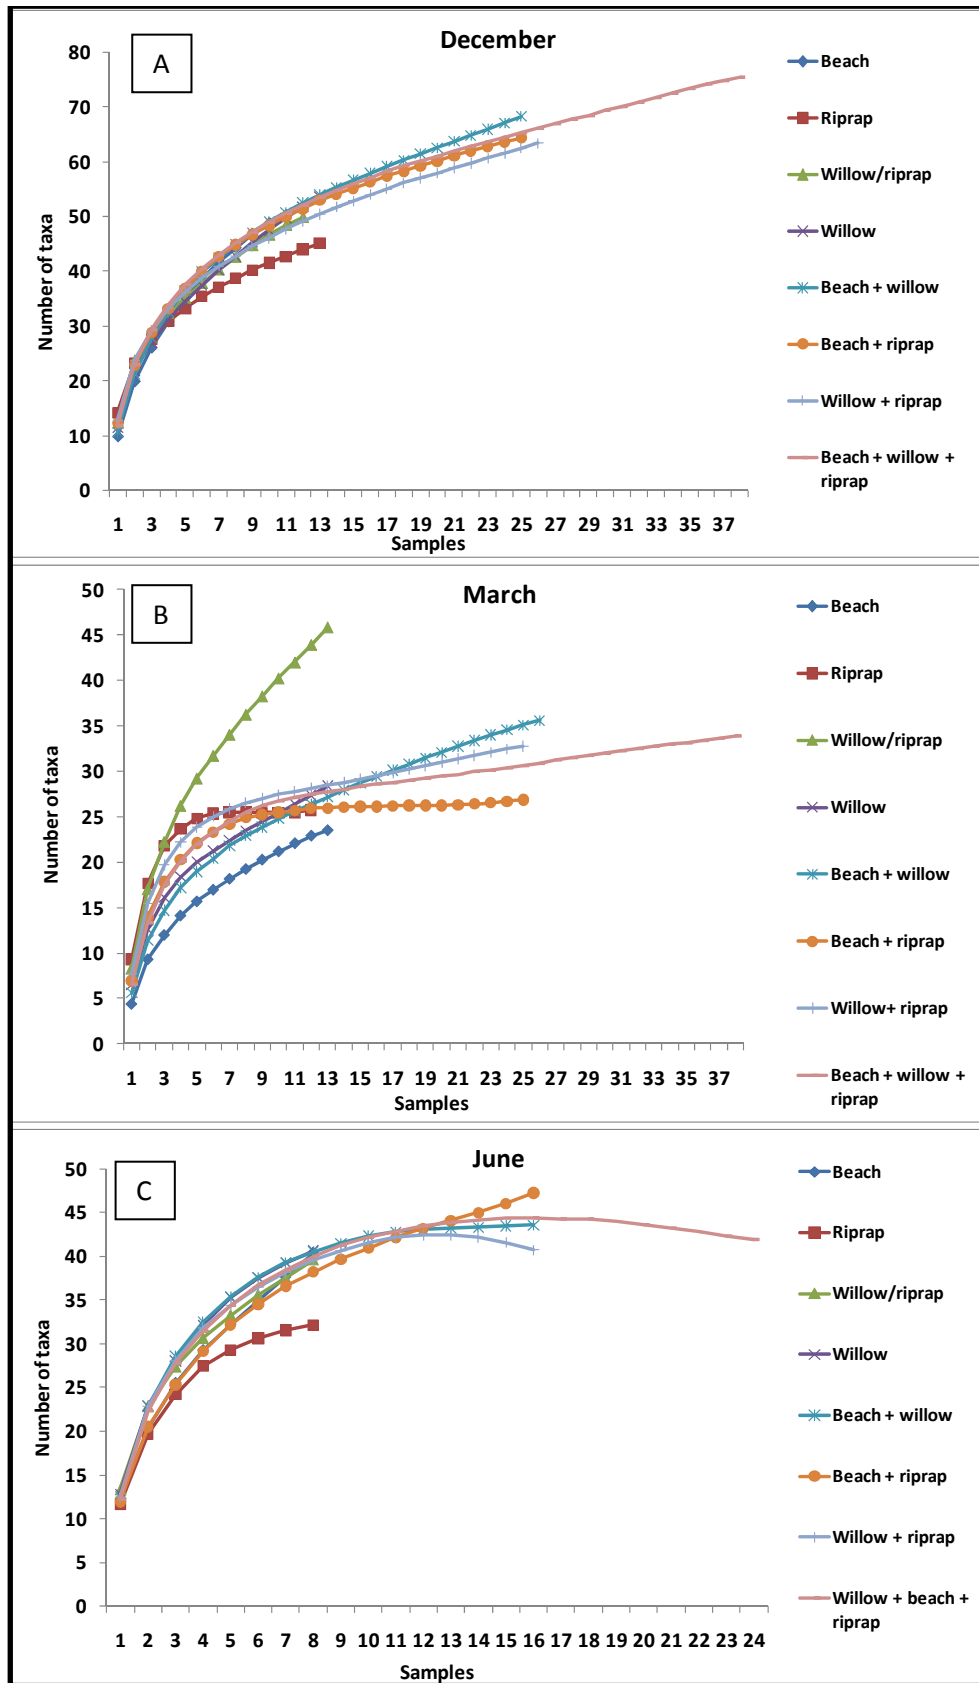 December
A
80
70
60
50
40
30
20
10
0
Number of taxa
1 3 5 7 9 11 13 15 17 19 21 23 25 27 29 31 33 35 37
Samples
Beach
Riprap
Willow/riprap
Willow
Beach + willow
Beach + riprap
Willow + riprap
Beach + willow +
riprap
March
B
50
45
40
35
30
25
20
15
10
5
0
Number of taxa
1 3 5 7 9 11 13 15 17 19 21 23 25 27 29 31 33 35 37
Samples
Beach
Riprap
Willow/riprap
Willow
Beach + willow
Beach + riprap
Willow+ riprap
Beach + willow +
riprap
June
C
50
45
40
35
30
25
20
15
10
5
0
Number of taxa
1 2 3 4 5 6 7 8 9 10 11 12 13 14 15 16 17 18 19 20 21 22 23 24
Samples
Beach
Riprap
Willow/riprap
Willow
Beach + willow
Beach + riprap
Willow + riprap
Willow + beach +
riprap